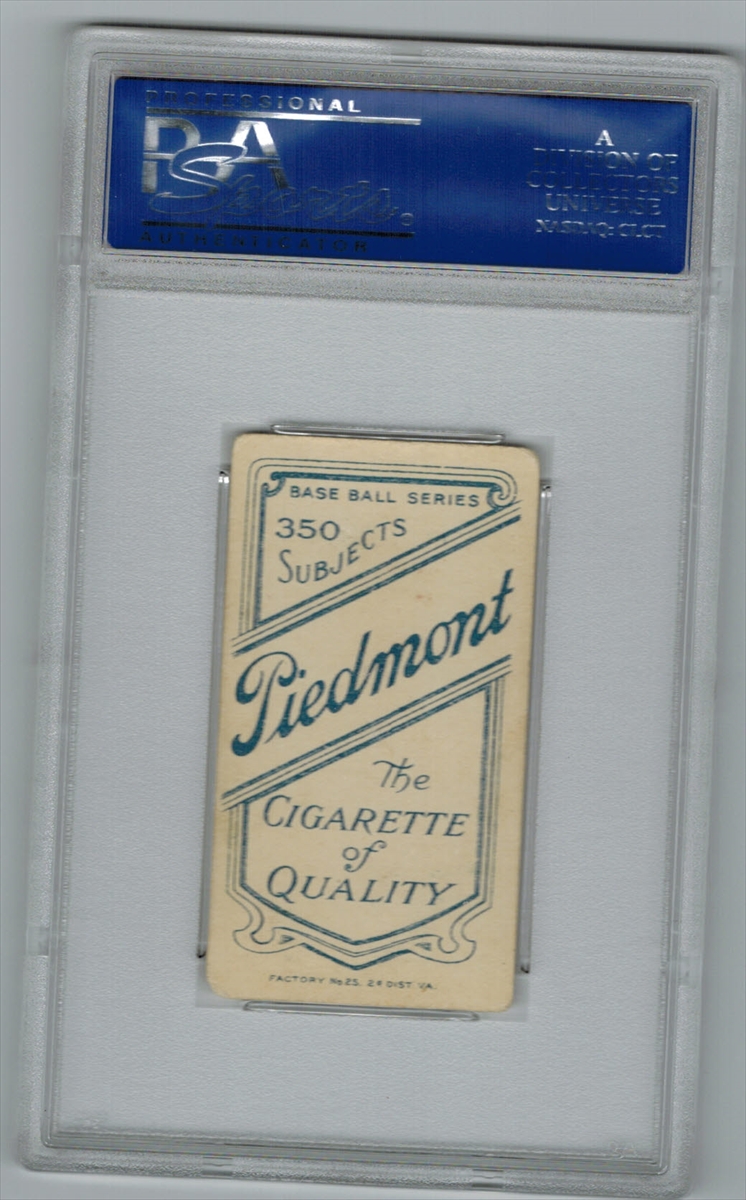 PROFESSIONAL
PSA
Sports®
AUTHENTICATOR
A
DIVISION OF
COLLECTORS
UNIVERSE
NASDAQ: CLCT
BASE BALL SERIES
350
SUBJECTS
Piedmont
The
CIGARETTE
of
QUALITY
FACTORY No 25, 2d DIST. VA.